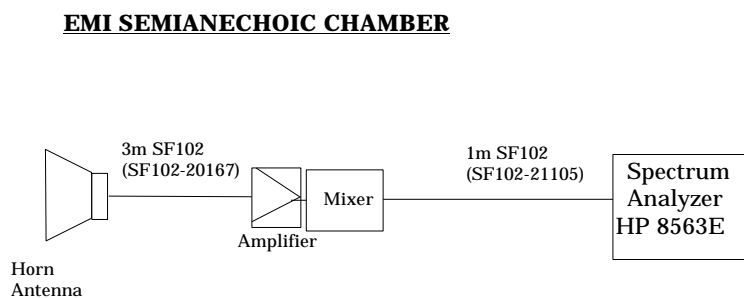 EMI SEMIANECHOIC CHAMBER
3m SF102
(SF102-20167)
1m SF102
(SF102-21105)
Spectrum
Analyzer
HP 8563E
Mixer
Amplifier
Horn
Antenna